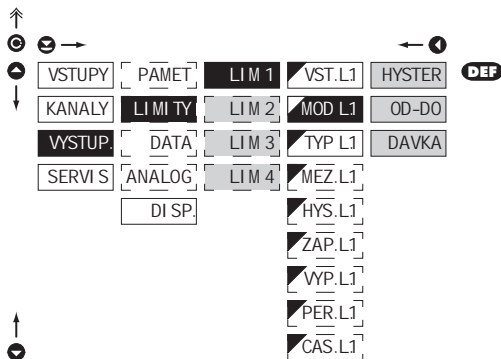 VSTUPY PAMET LIM 1 VST.L1 HYSTER DEF
KANALY LIMITY LIM 2 MOD L1 OD-DO
VYSTUP. DATA LIM 3 TYP L1 DAVKA
SERVIS ANALOG LIM 4 MEZ.L1
DISP. HYS.L1
ZAP.L1
VYP.L1
PER.L1
CAS.L1